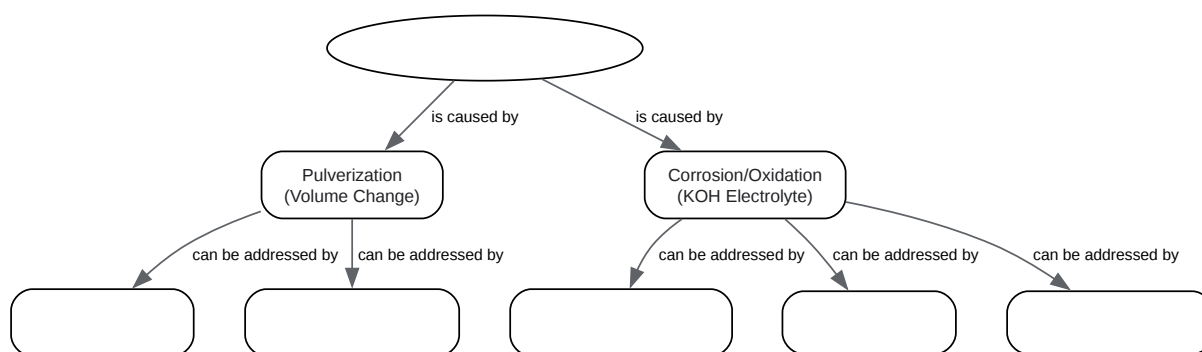 is caused by
is caused by
Pulverization
(Volume Change)
Corrosion/Oxidation
(KOH Electrolyte)
can be addressed by
can be addressed by
can be addressed by
can be addressed by
can be addressed by